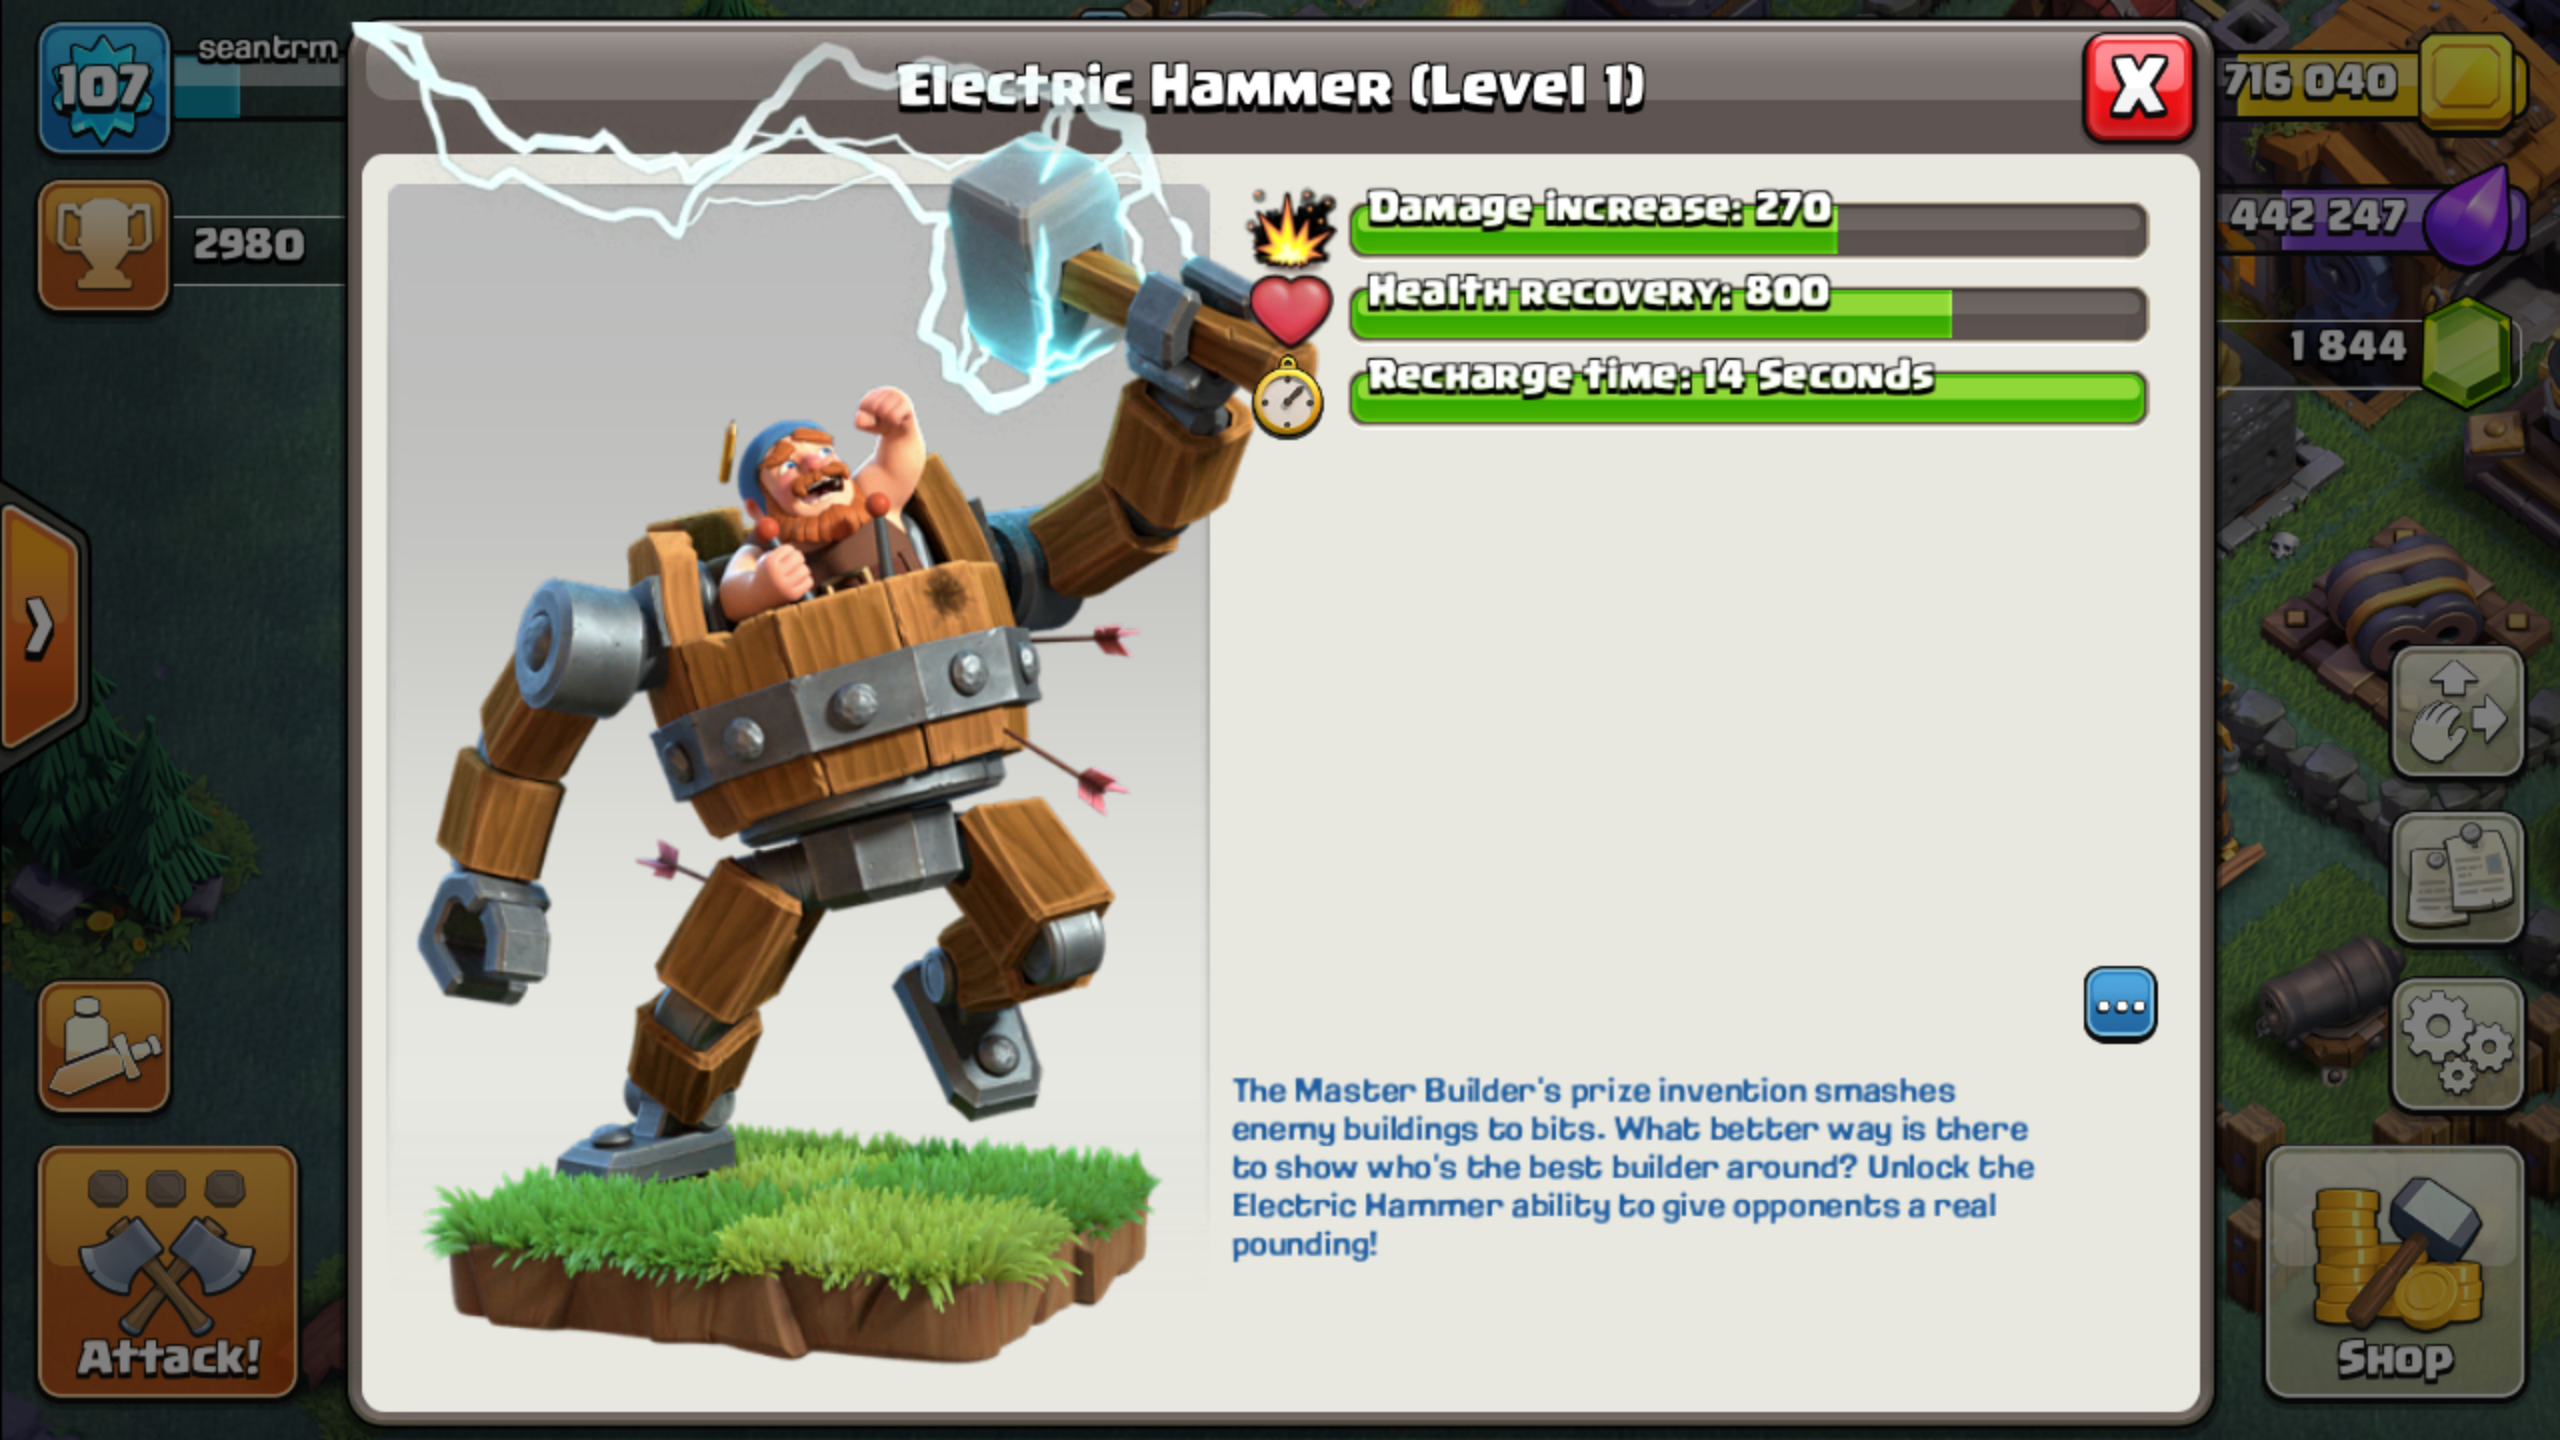 107
seantrm
2980
Electric Hammer (Level 1)
X
716 040
442 247
1 844
Damage increase: 270
Health recovery: 800
Recharge time: 14 Seconds
The Master Builder's prize invention smashes
enemy buildings to bits. What better way is there
to show who's the best builder around? Unlock the
Electric Hammer ability to give opponents a real
pounding!
Attack!
Shop